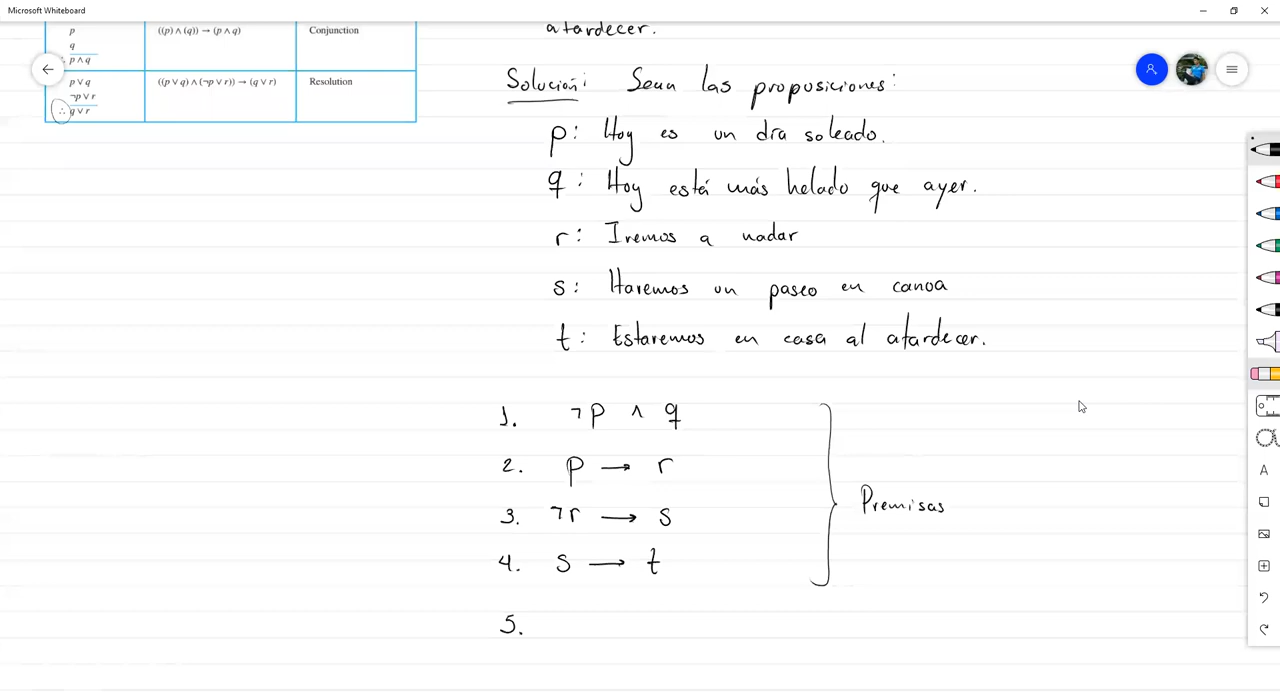 Microsoft Whiteboard
p
q
∴ p ∧ q
((p) ∧ (q)) → (p ∧ q)
Conjunction
p ∨ q
¬p ∨ r
∴ q ∨ r
((p ∨ q) ∧ (¬p ∨ r)) → (q ∨ r)
Resolution
atardecer.
Solución: Sean las proposiciones:
p: Hoy es un día soleado.
q: Hoy está más helado que ayer.
r: Iremos a nadar
s: Haremos un paseo en canoa
t: Estaremos en casa al atardecer.
1. ¬p ∧ q
2. p → r
3. ¬r → s
4. s → t
Premisas
5.
A